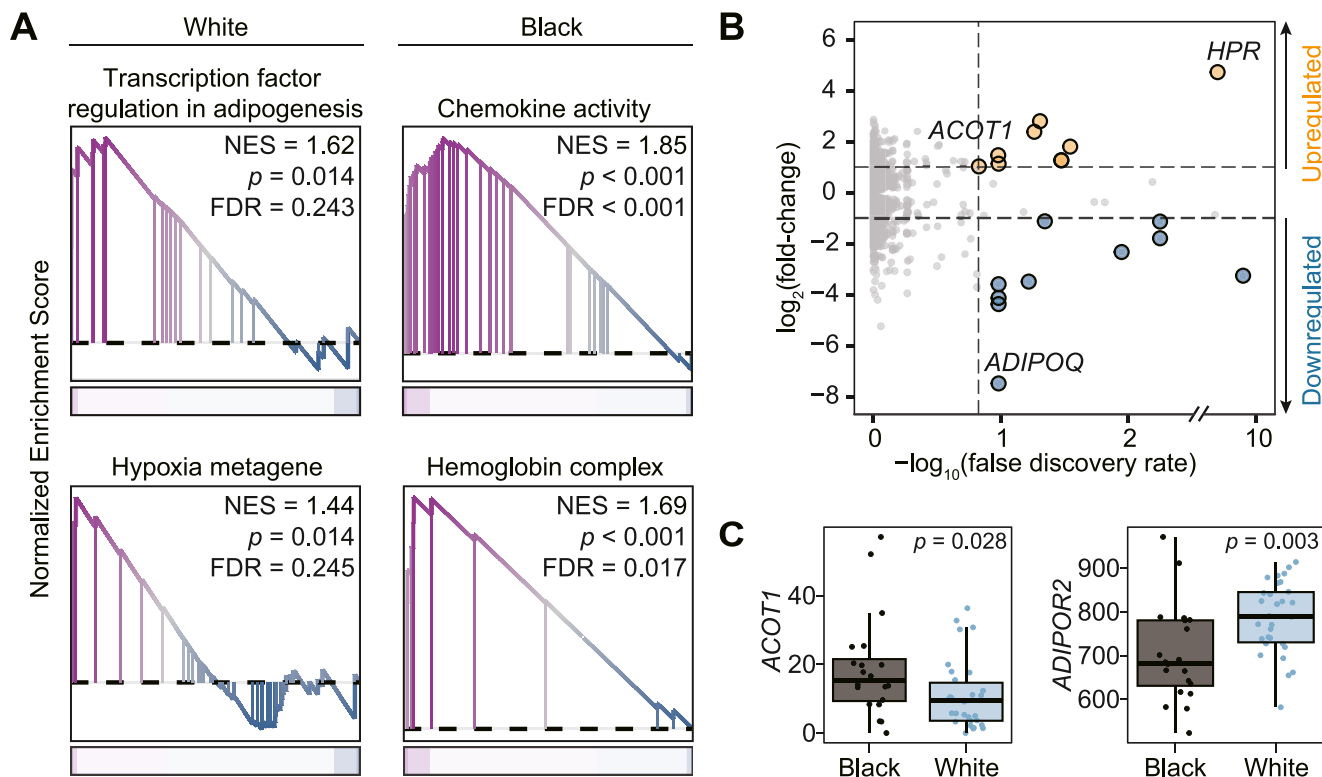 A
White
Black
Transcription factor
regulation in adipogenesis
NES = 1.62
p = 0.014
FDR = 0.243
Chemokine activity
NES = 1.85
p < 0.001
FDR < 0.001
Normalized Enrichment Score
Hypoxia metagene
NES = 1.44
p = 0.014
FDR = 0.245
Hemoglobin complex
NES = 1.69
p < 0.001
FDR = 0.017
B
6
4
2
0
−2
−4
−6
−8
log2(fold-change)
HPR
ACOT1
ADIPOQ
Upregulated
Downregulated
0
1
2
10
−log10(false discovery rate)
C
p = 0.028
ACOT1
40
20
0
Black
White
p = 0.003
ADIPOR2
900
800
700
600
Black
White